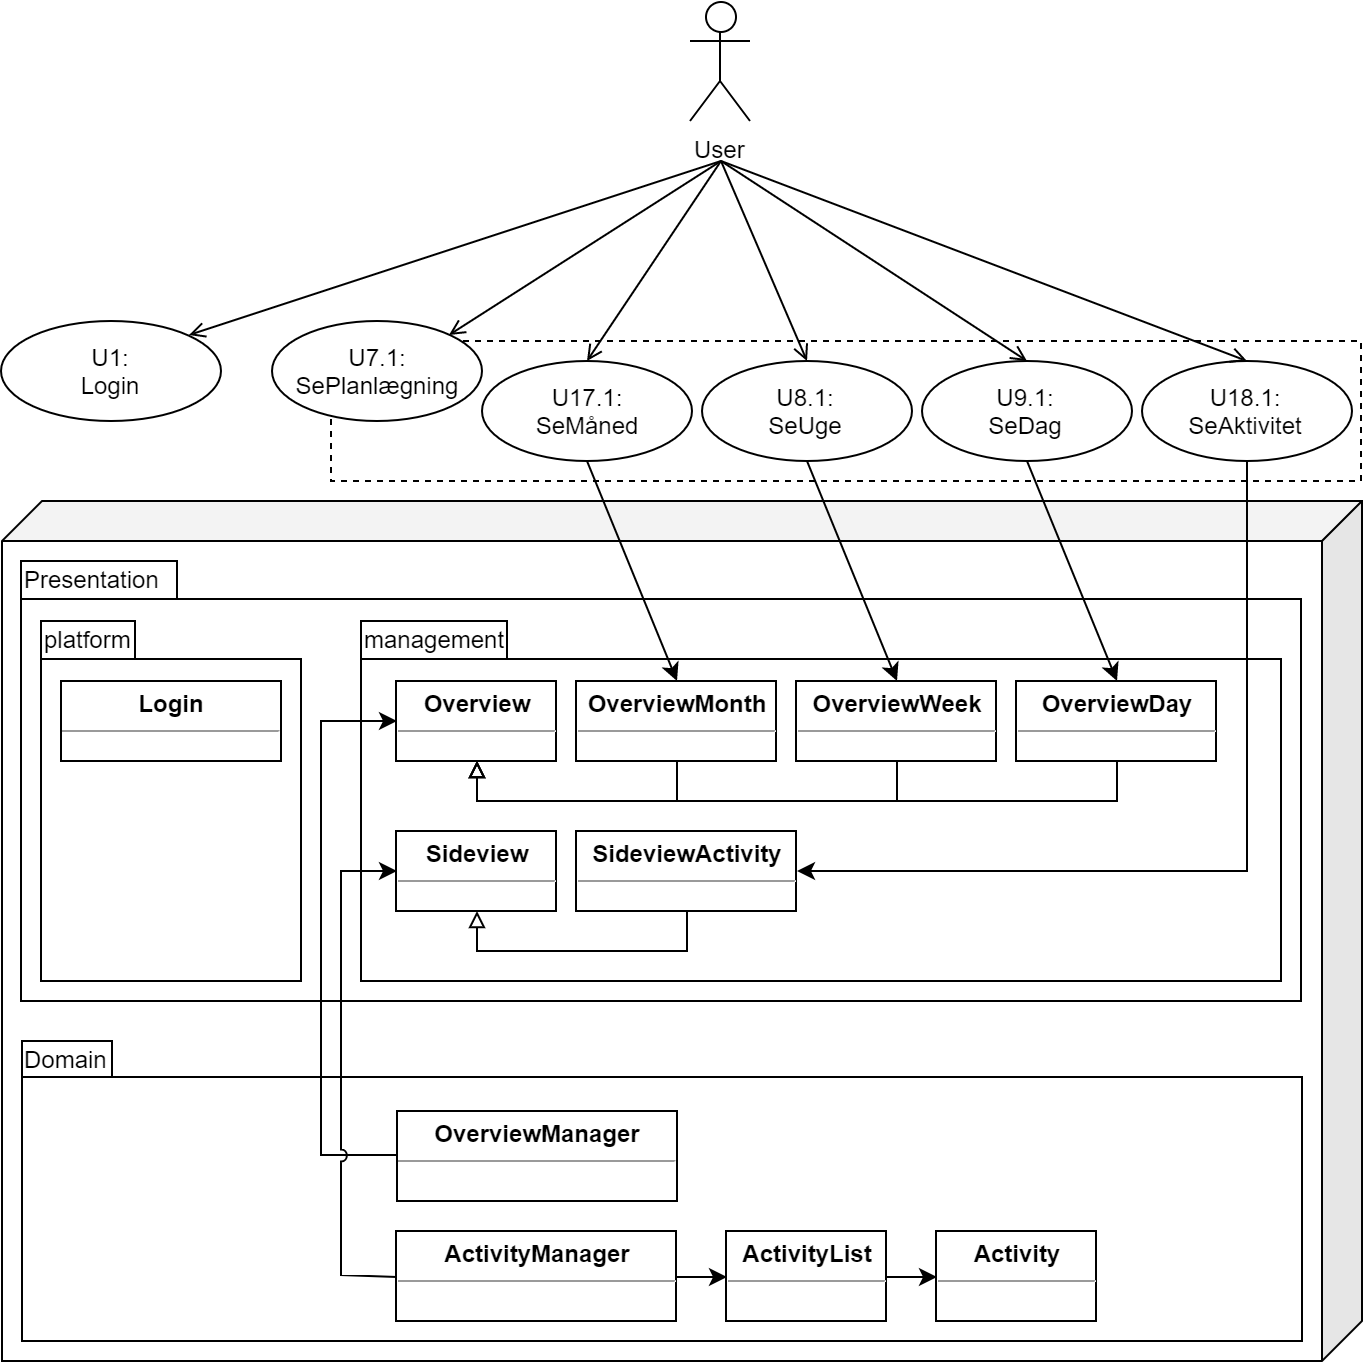 User
U1:
Login
U7.1:
SePlanlægning
U17.1:
SeMåned
U8.1:
SeUge
U9.1:
SeDag
U18.1:
SeAktivitet
Presentation
platform
management
Login
Overview
OverviewMonth
OverviewWeek
OverviewDay
Sideview
SideviewActivity
Domain
OverviewManager
ActivityManager
ActivityList
Activity